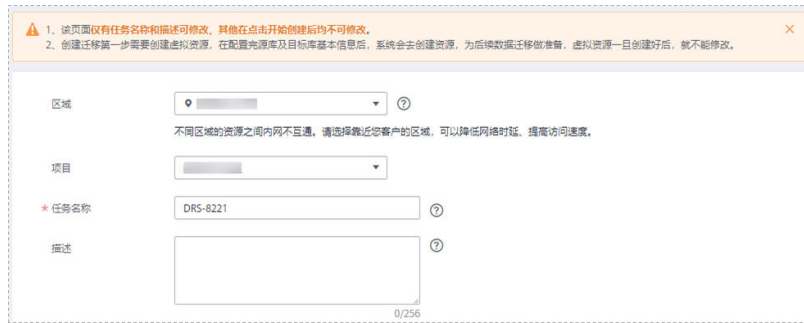 1、该页面仅有任务名称和描述可修改，其他在点击开始创建后均不可修改。
2、创建迁移第一步需要创建虚拟资源，在配置完源库及目标库基本信息后，系统会去创建资源，为后续数据迁移做准备，虚拟资源一旦创建好后，就不能修改。
区域
不同区域的资源之间内网不互通。请选择靠近您客户的区域，可以降低网络时延、提高访问速度。
项目
* 任务名称 DRS-8221
描述
0/256